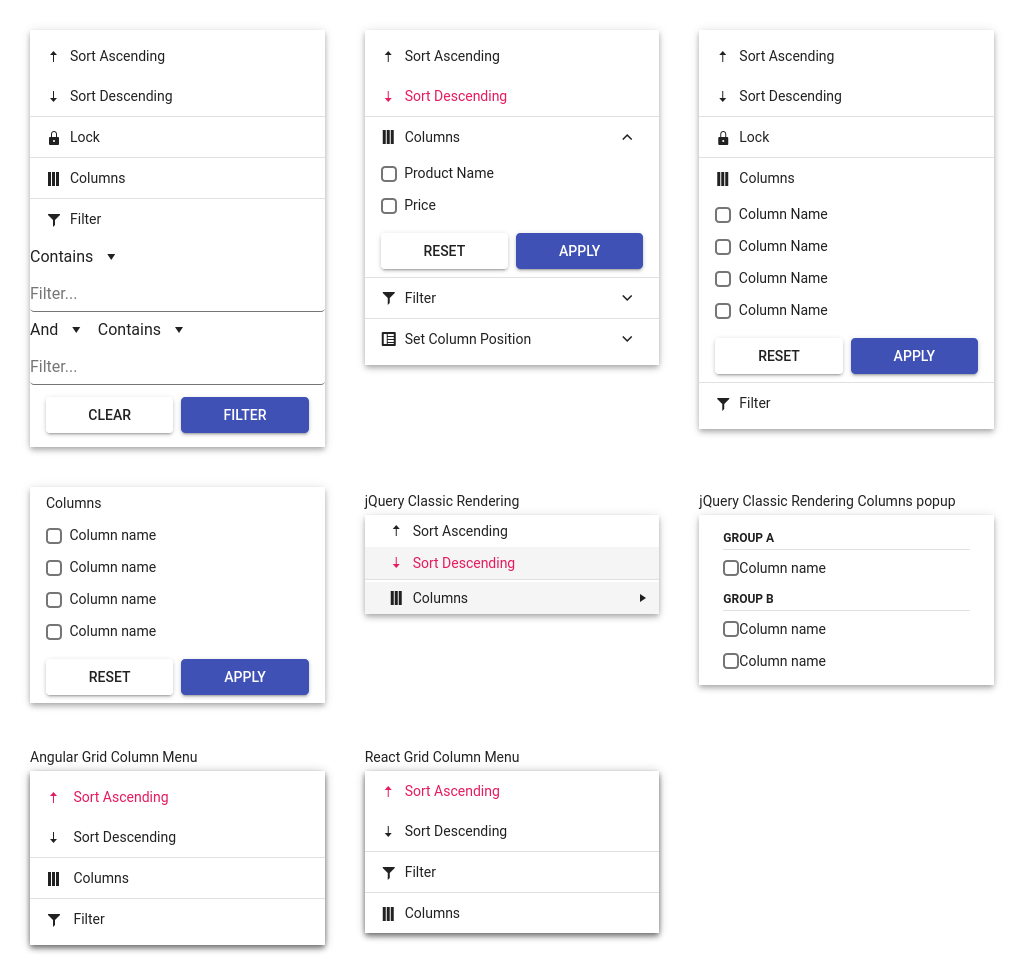 Sort Ascending
Sort Descending
Lock
Columns
Filter
Contains
Filter...
And Contains
Filter...
CLEAR FILTER
Sort Ascending
Sort Descending
Columns
Product Name
Price
RESET APPLY
Filter
Set Column Position
Sort Ascending
Sort Descending
Lock
Columns
Column Name
Column Name
Column Name
Column Name
RESET APPLY
Filter
Columns
Column name
Column name
Column name
Column name
RESET APPLY
jQuery Classic Rendering
Sort Ascending
Sort Descending
Columns
jQuery Classic Rendering Columns popup
GROUP A
Column name
GROUP B
Column name
Column name
Angular Grid Column Menu
Sort Ascending
Sort Descending
Columns
Filter
React Grid Column Menu
Sort Ascending
Sort Descending
Filter
Columns